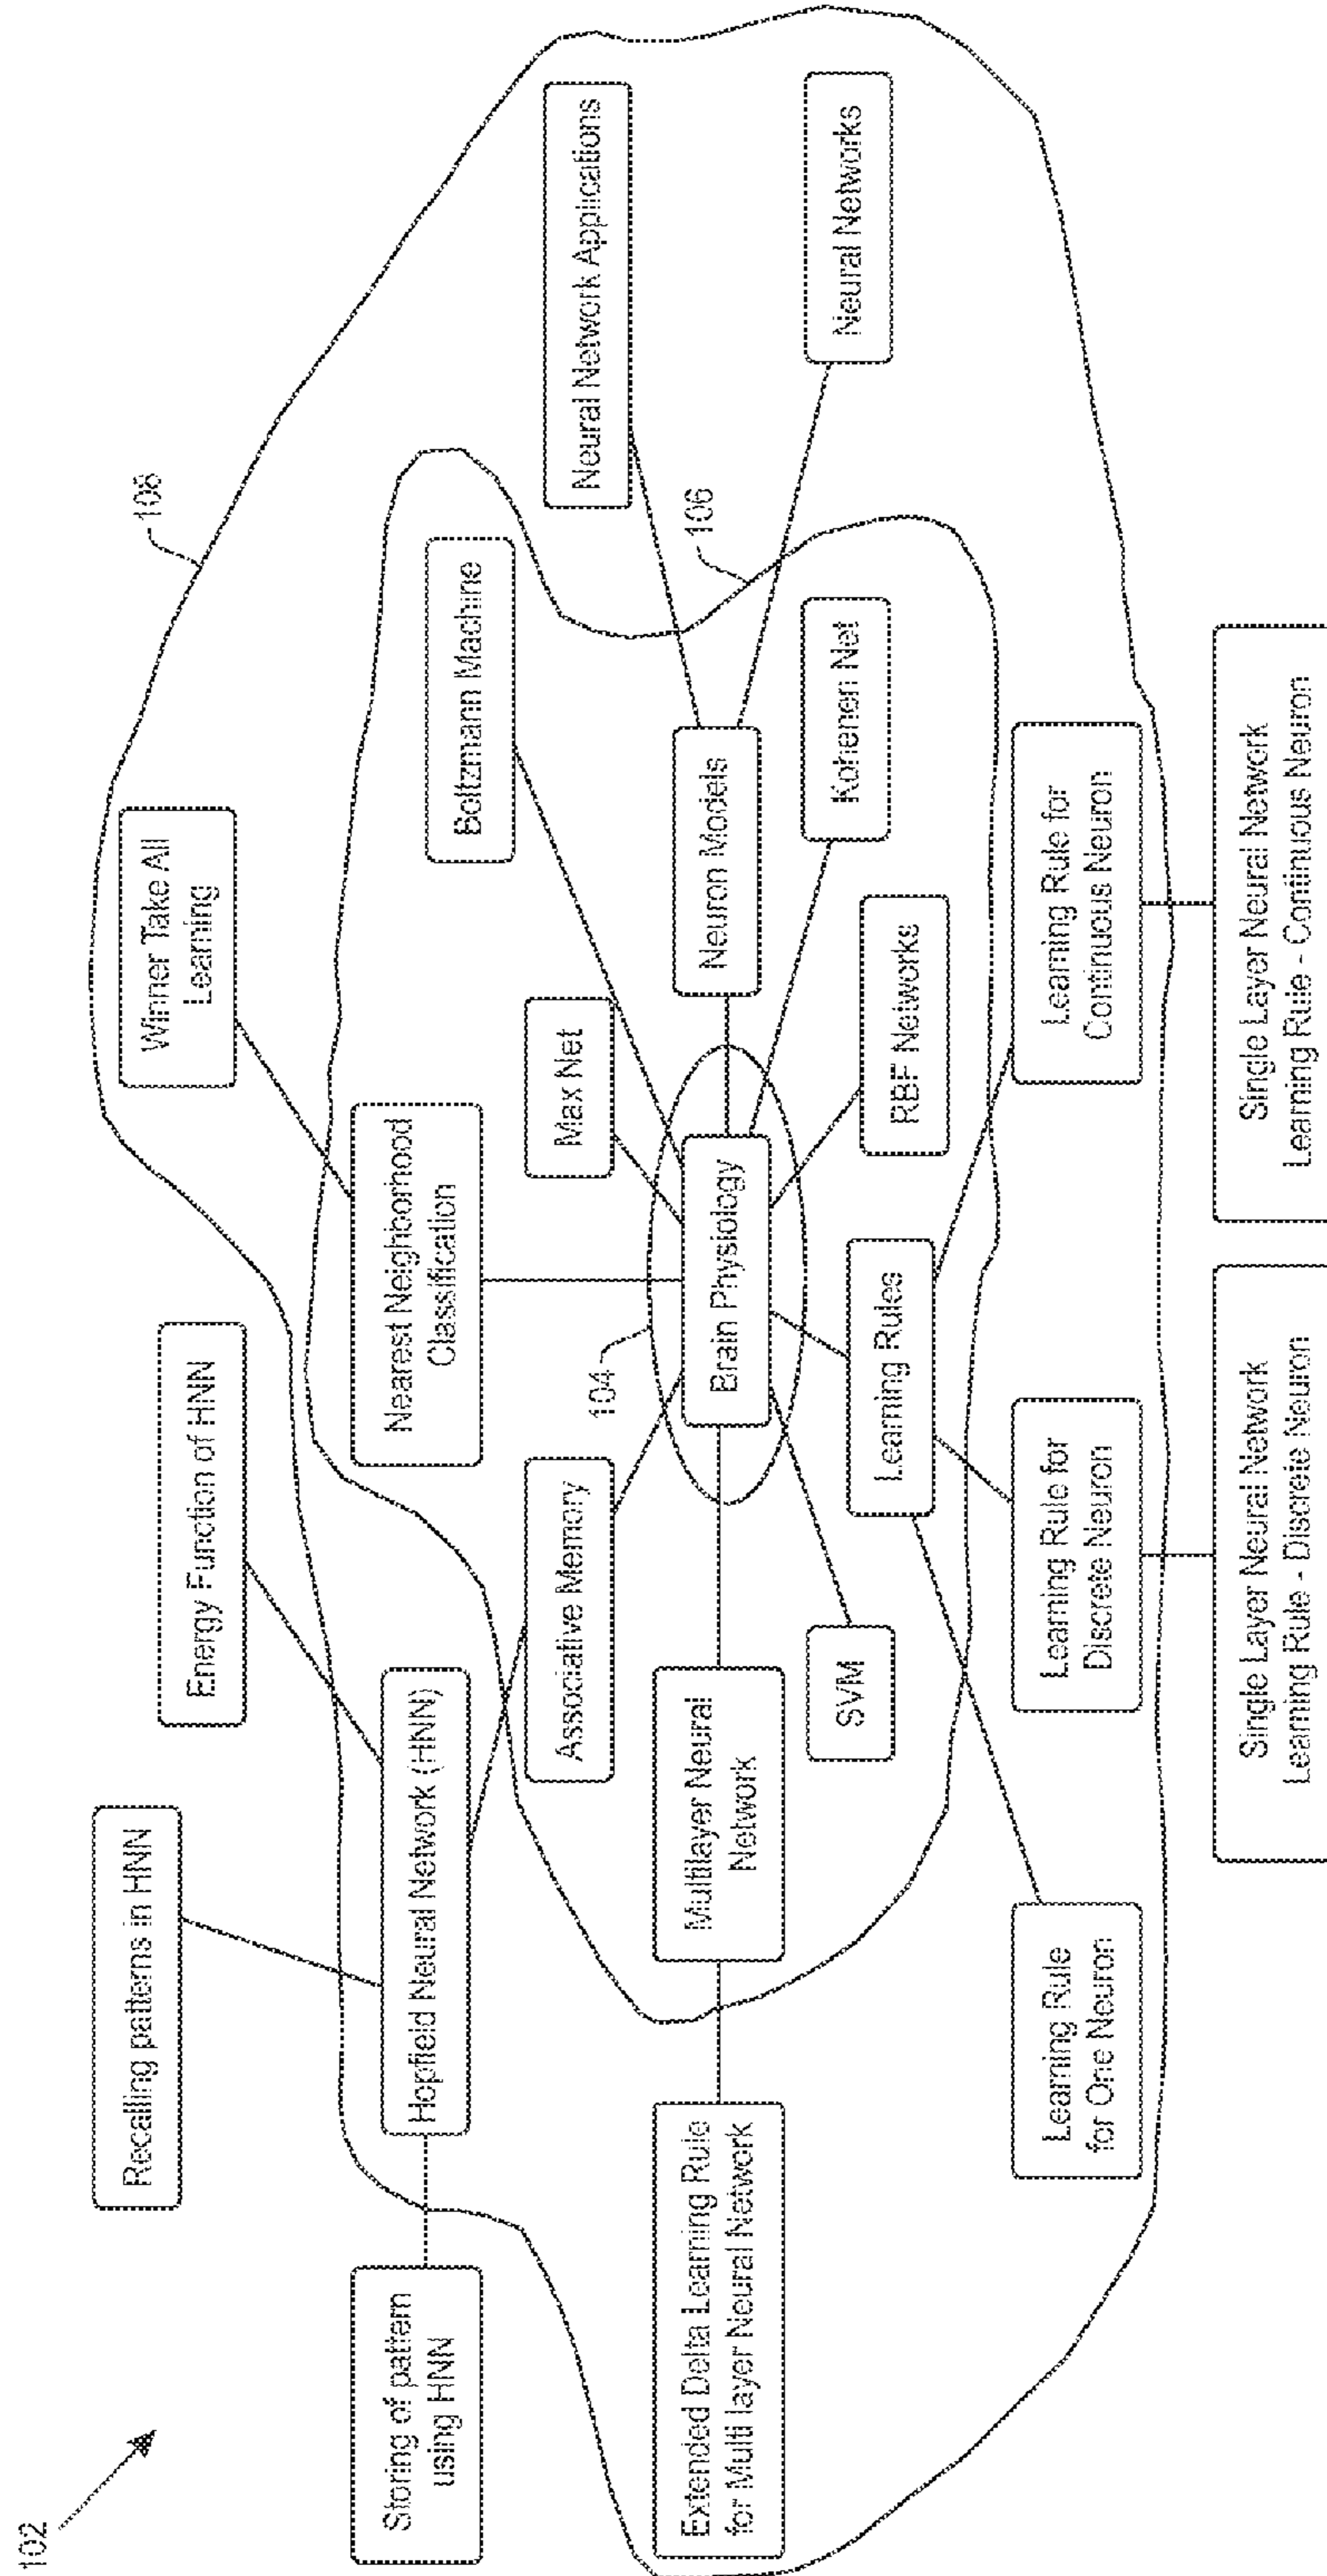 102
Recalling patterns in HNN
Energy Function of HNN
Winner Take All
Learning
108
Storing of pattern
using HNN
Hopfield Neural Network (HNN)
Nearest Neighborhood
Classification
Boltzmann Machine
Neural Network Applications
Associative Memory
Max Net
104
106
Extended Delta Learning Rule
for Multi layer Neural Network
Multilayer Neural
Network
Brain Physiology
Neuron Models
SVM
Learning Rules
RBF Networks
Kohenen Net
Neural Networks
Learning Rule
for One Neuron
Learning Rule for
Discrete Neuron
Learning Rule for
Continuous Neuron
Single Layer Neural Network
Learning Rule - Discrete Neuron
Single Layer Neural Network
Learning Rule - Continuous Neuron